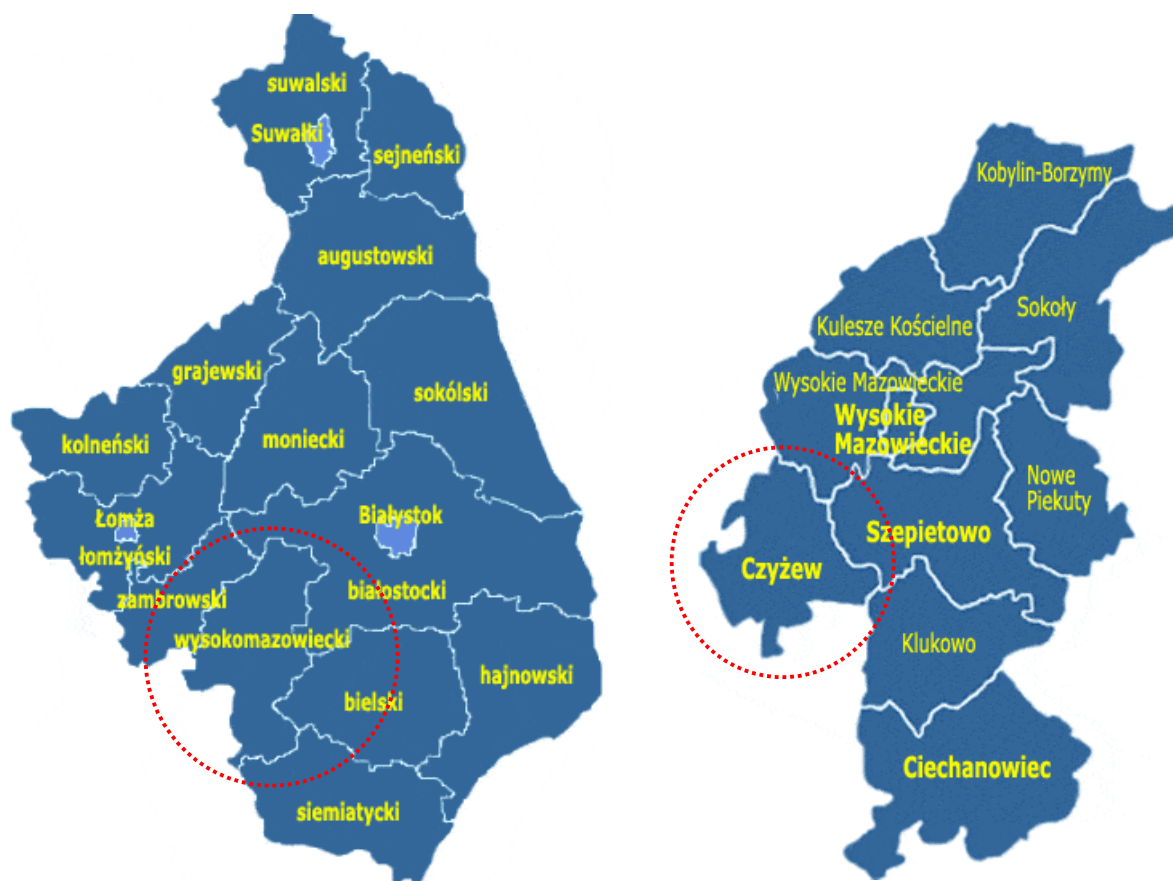 suwalski
Suwałki
sejneński
augustowski
grajewski
sokólski
kolneński
moniecki
Łomża
Białystok
łomżyński
zambrowski
białostocki
wysokomazowiecki
hajnowski
bielski
siemiatycki
Kobylin-Borzymy
Sokoły
Kulesze Kościelne
Wysokie Mazowieckie
Wysokie
Mazowieckie
Nowe
Piekuty
Szepietowo
Czyżew
Klukowo
Ciechanowiec